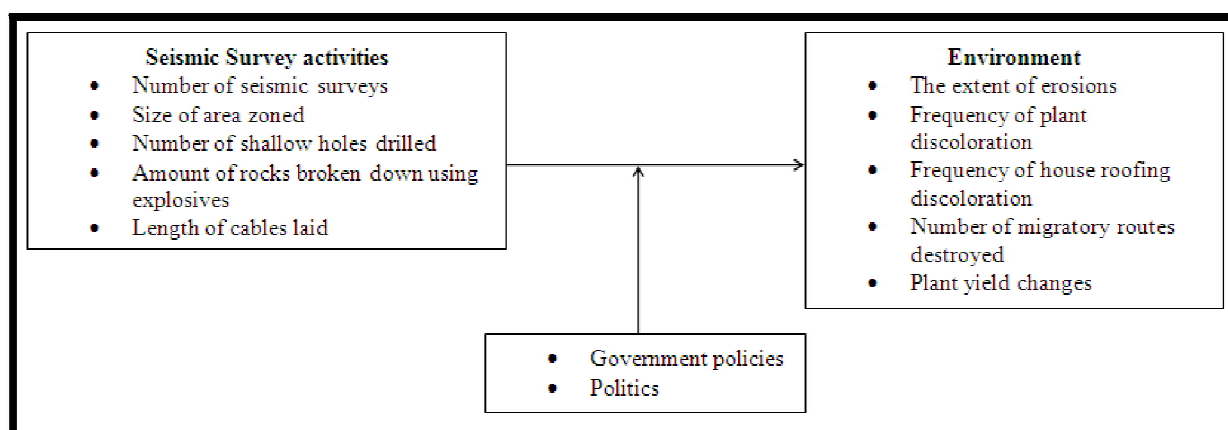 Seismic Survey activities
• Number of seismic surveys
• Size of area zoned
• Number of shallow holes drilled
• Amount of rocks broken down using
explosives
• Length of cables laid
Environment
• The extent of erosions
• Frequency of plant
discoloration
• Frequency of house roofing
discoloration
• Number of migratory routes
destroyed
• Plant yield changes
• Government policies
• Politics